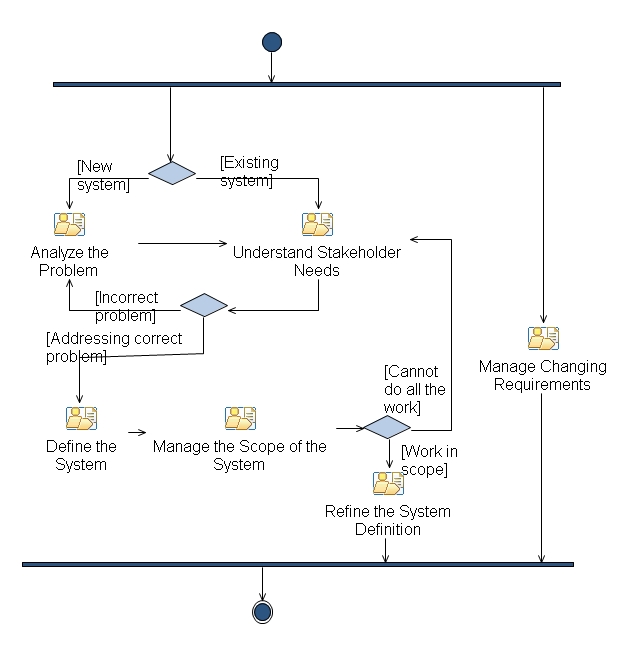 [New
system]
[Existing
system]
Analyze the
Problem
Understand Stakeholder
Needs
[Incorrect
problem]
[Addressing correct
problem]
Manage Changing
Requirements
[Cannot
do all the
work]
Define the
System
Manage the Scope of the
System
[Work in
scope]
Refine the System
Definition